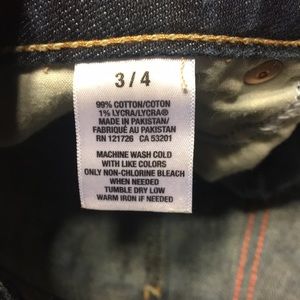 3 / 4
99% COTTON/COTON
1% LYCRA/LYCRA®
MADE IN PAKISTAN/
FABRIQUÉ AU PAKISTAN
RN 121726 CA 53201
MACHINE WASH COLD
WITH LIKE COLORS
ONLY NON-CHLORINE BLEACH
WHEN NEEDED
TUMBLE DRY LOW
WARM IRON IF NEEDED